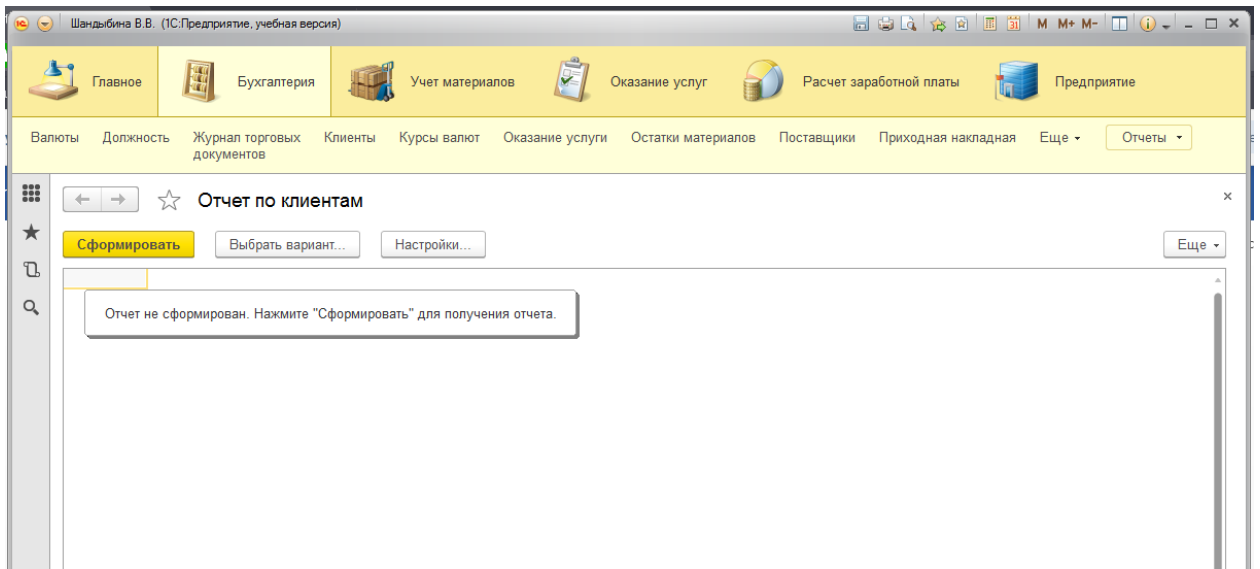 Шандыбина В.В. (1С:Предприятие, учебная версия)
M M+ M-
Главное Бухгалтерия Учет материалов Оказание услуг Расчет заработной платы Предприятие
Валюты Должность Журнал торговых документов Клиенты Курсы валют Оказание услуги Остатки материалов Поставщики Приходная накладная Еще Отчеты
Отчет по клиентам
Сформировать Выбрать вариант... Настройки... Еще
Отчет не сформирован. Нажмите "Сформировать" для получения отчета.